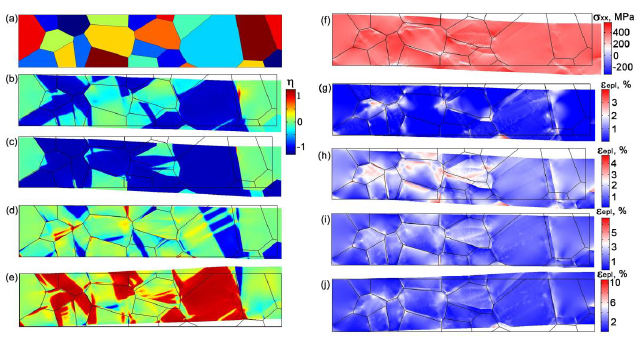 (a)
(b)
η
1
0
-1
(c)
(d)
(e)
(f)
σxx, MPa
400
200
0
-200
(g)
εepl, %
3
2
1
(h)
εepl, %
4
3
2
1
(i)
εepl, %
5
3
1
(j)
εepl, %
10
6
2